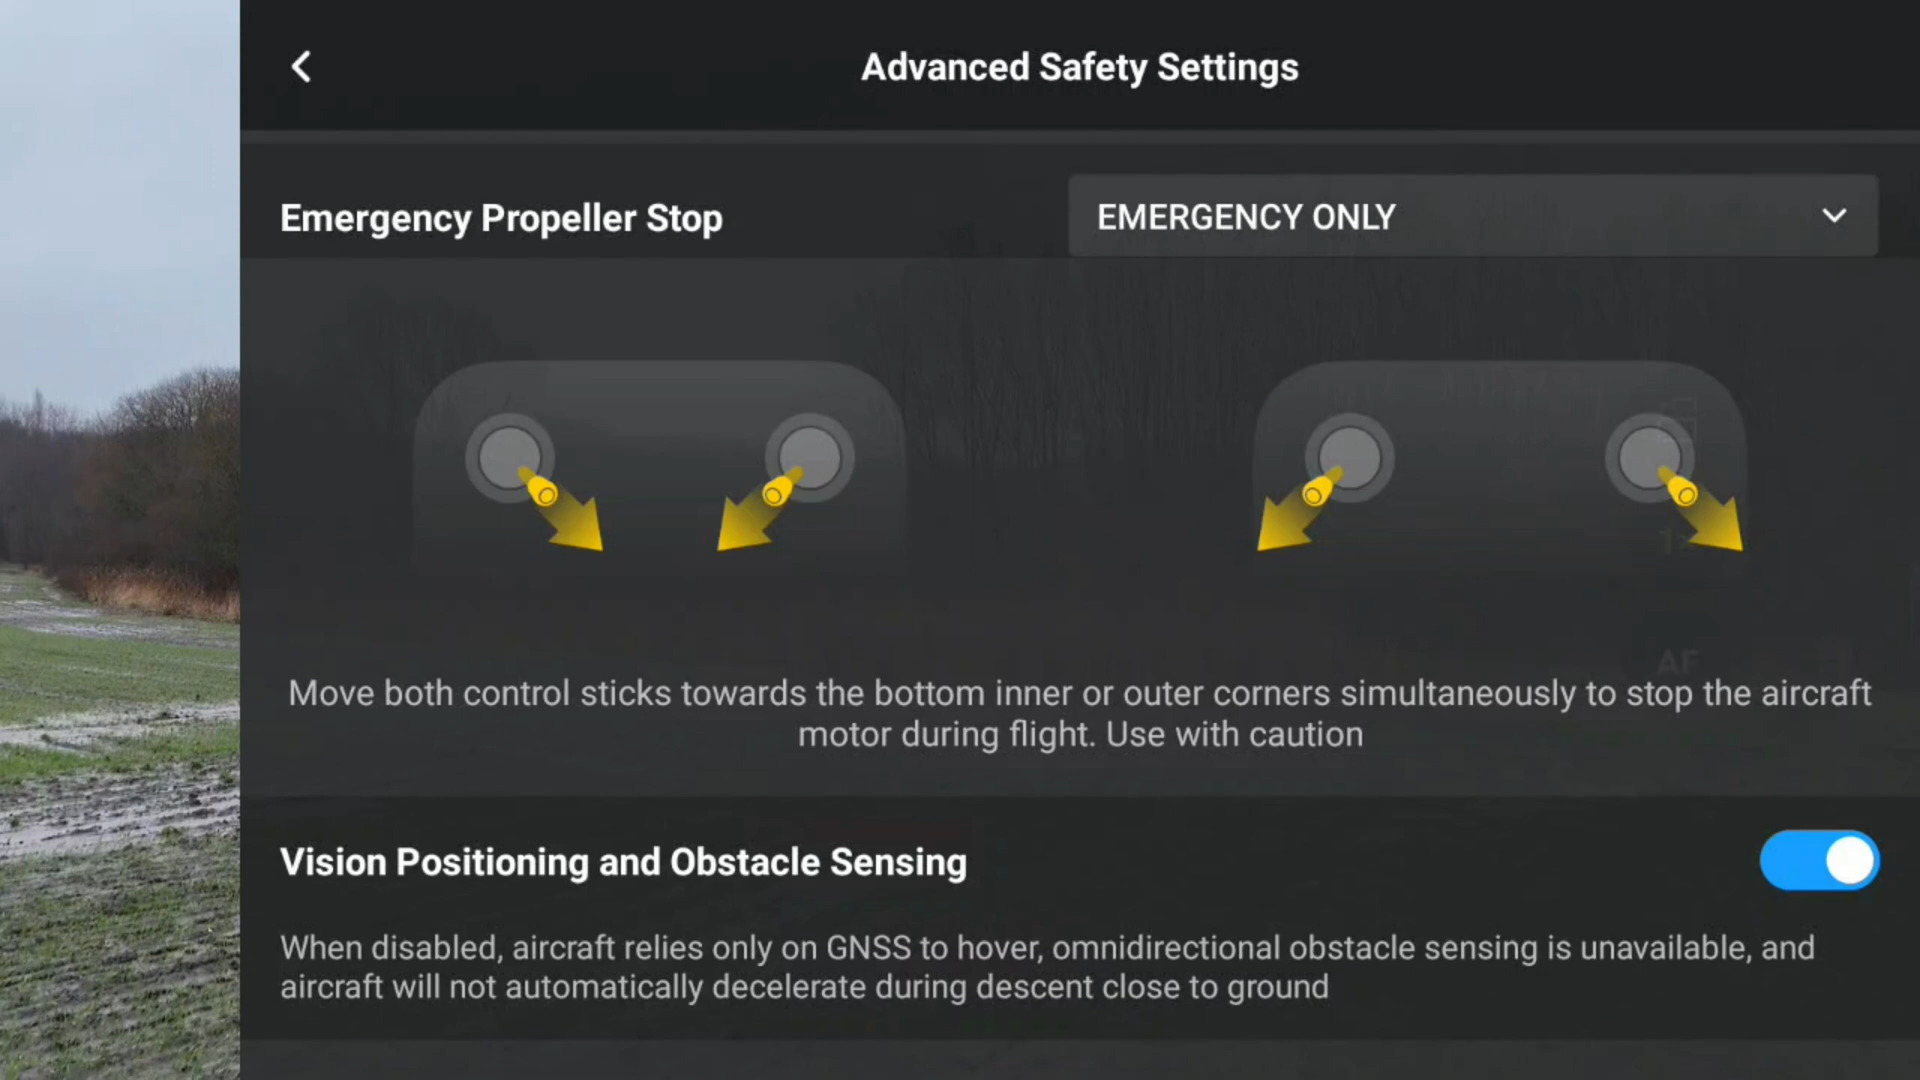 Advanced Safety Settings
Emergency Propeller Stop
EMERGENCY ONLY
Move both control sticks towards the bottom inner or outer corners simultaneously to stop the aircraft
motor during flight. Use with caution
Vision Positioning and Obstacle Sensing
When disabled, aircraft relies only on GNSS to hover, omnidirectional obstacle sensing is unavailable, and
aircraft will not automatically decelerate during descent close to ground
AF